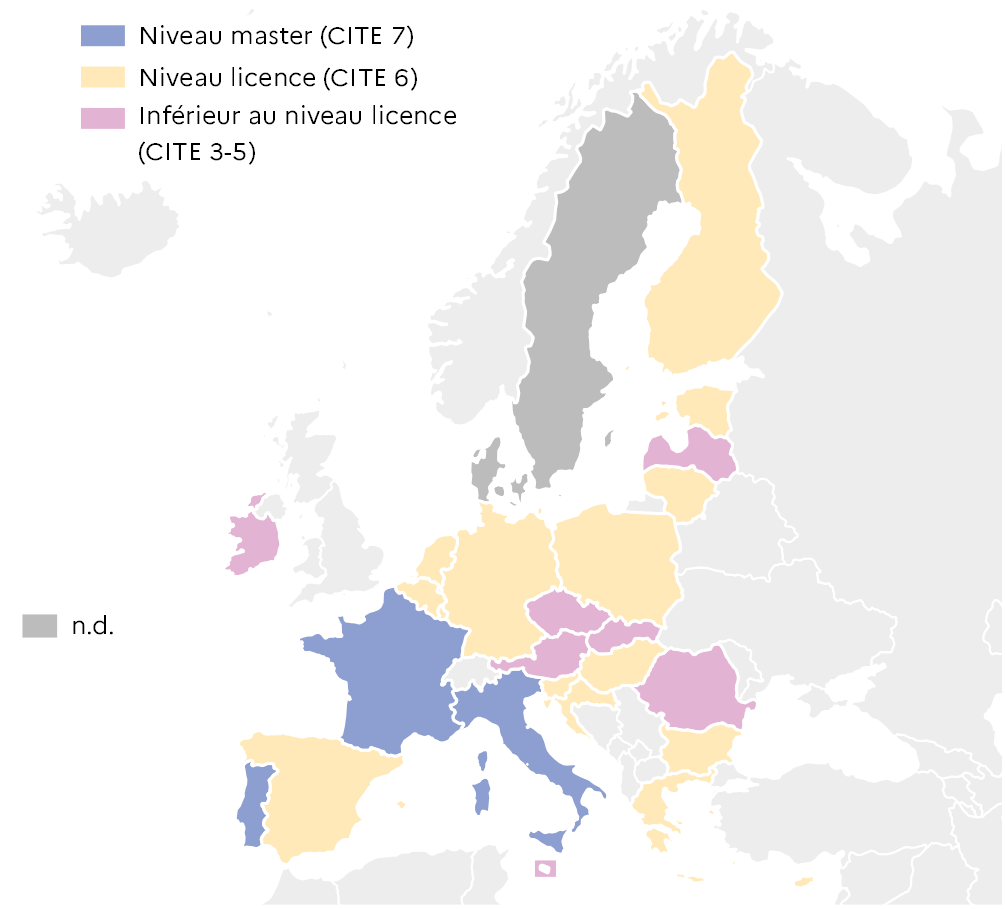 Niveau master (CITE 7)
Niveau licence (CITE 6)
Inférieur au niveau licence
(CITE 3-5)
n.d.